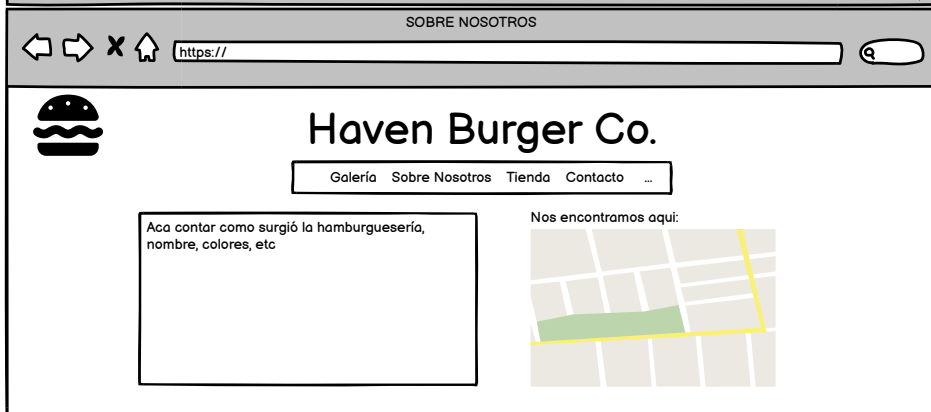 SOBRE NOSOTROS
https://
Haven Burger Co.
Galería Sobre Nosotros Tienda Contacto ...
Aca contar como surgió la hamburguesería,
nombre, colores, etc
Nos encontramos aqui: